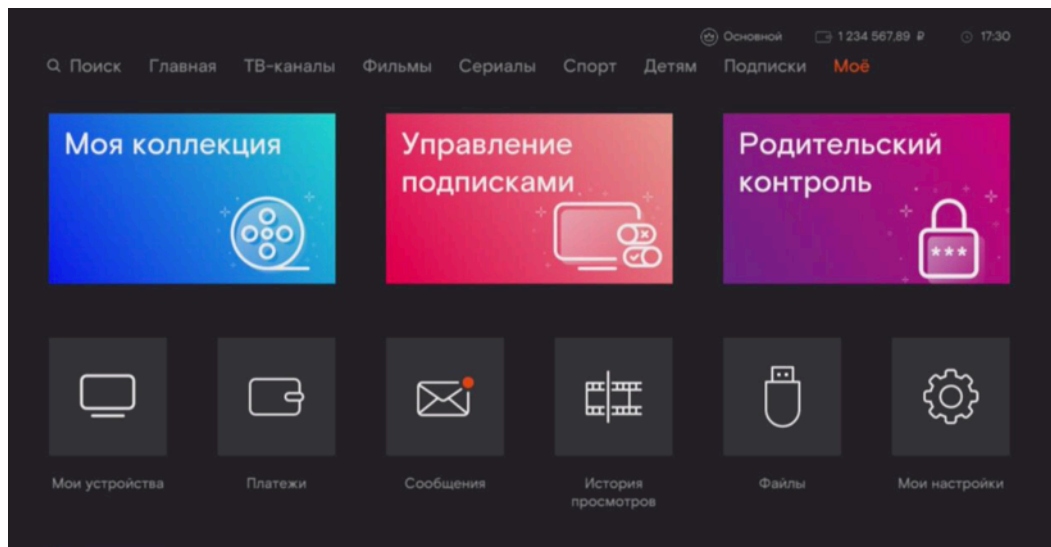 Основной 1 234 567,89 ₽ 17:30
Поиск Главная ТВ-каналы Фильмы Сериалы Спорт Детям Подписки Моё
Моя коллекция
Управление
подписками
Родительский
контроль
***
Мои устройства
Платежи
Сообщения
История
просмотров
Файлы
Мои настройки